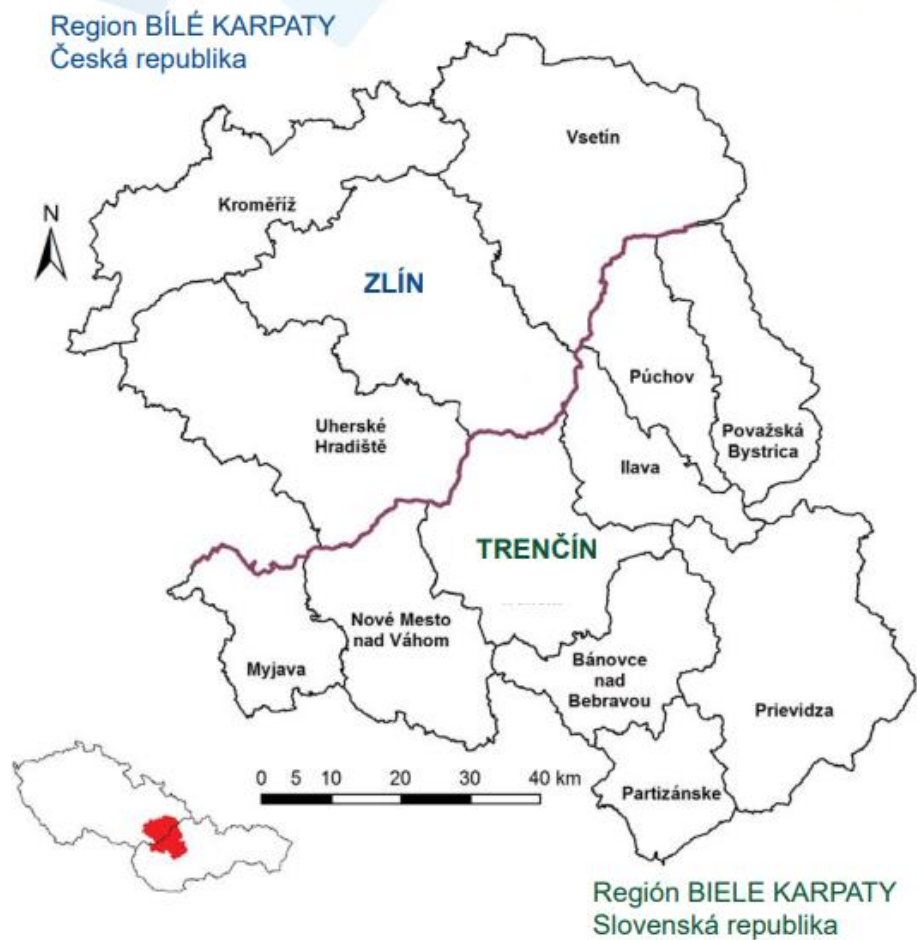 Region BÍLÉ KARPATY
Česká republika
Vsetín
Kroměříž
N
ZLÍN
Púchov
Uherské
Hradiště
Považská
Bystrica
Ilava
TRENČÍN
Nové Mesto
nad Váhom
Bánovce
nad
Bebravou
Myjava
Prievidza
0 5 10 20 30 40 km
Partizánske
Región BIELE KARPATY
Slovenská republika